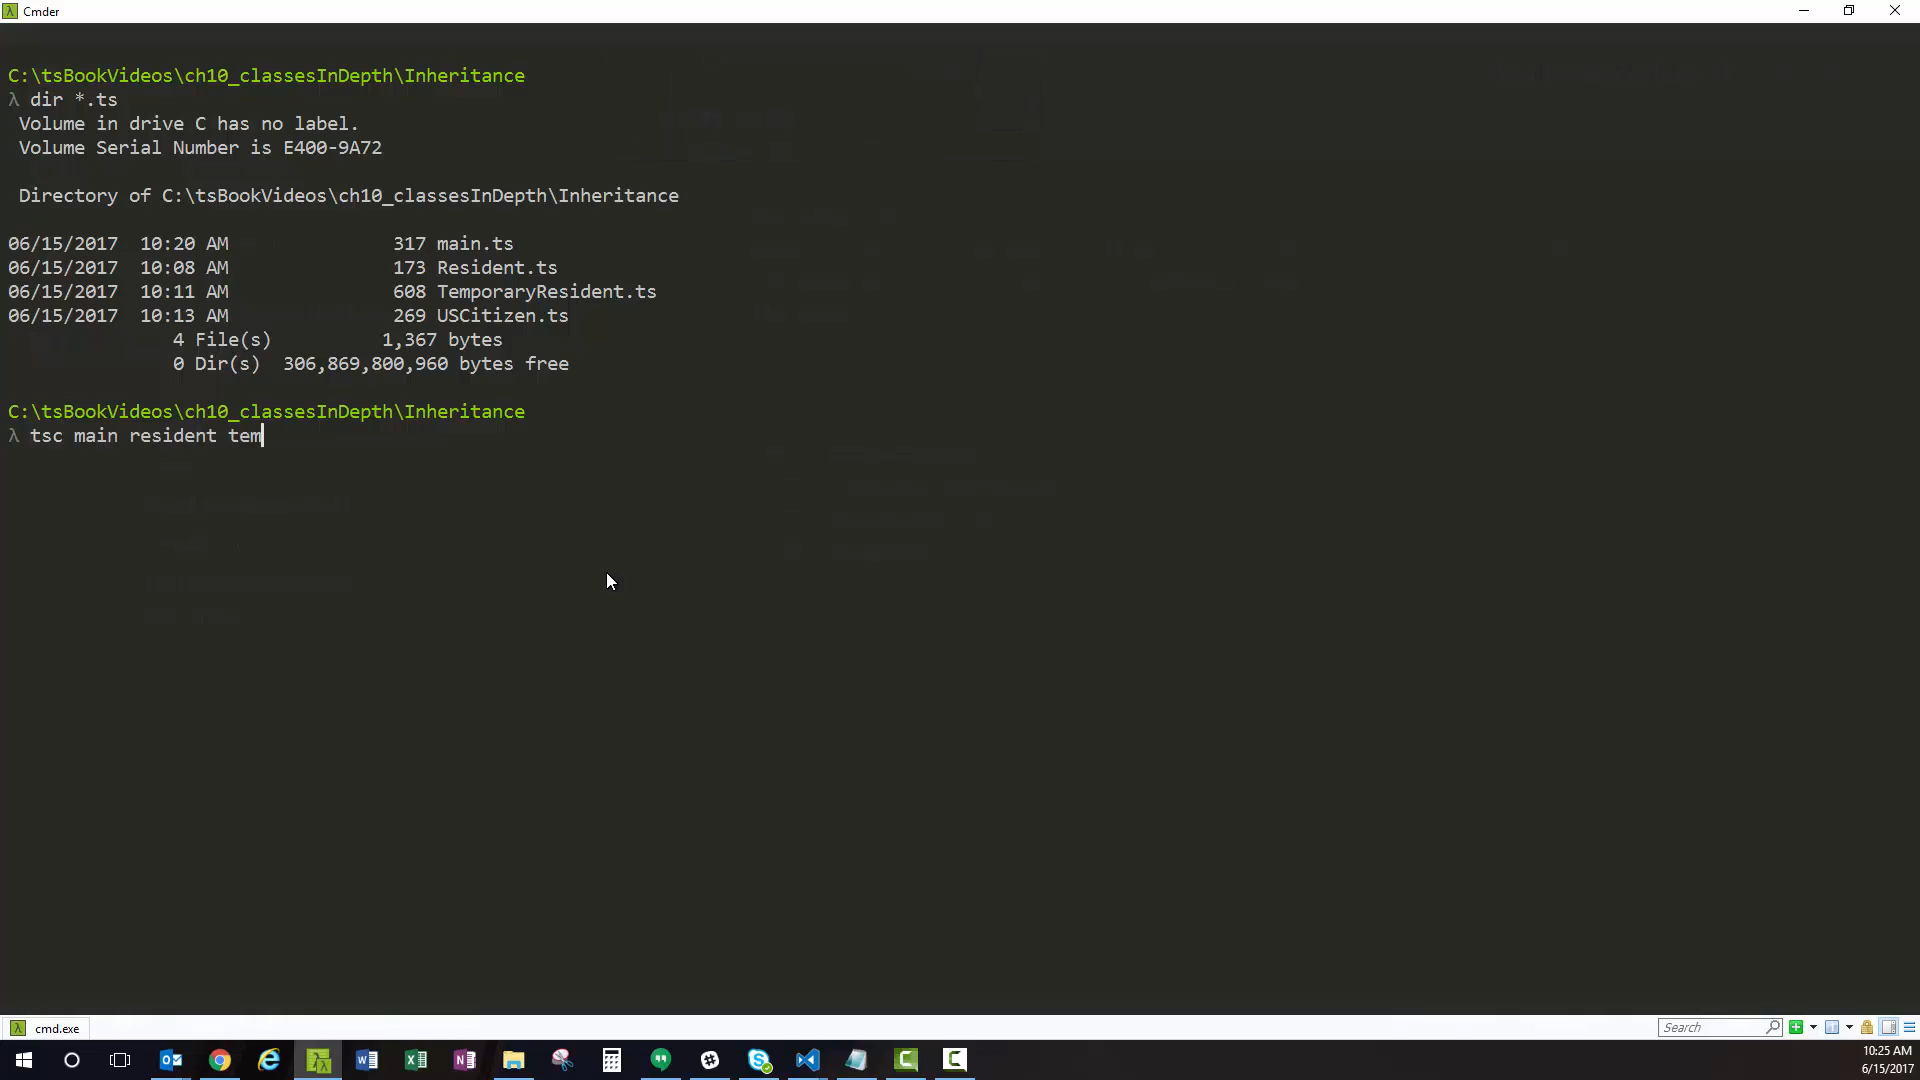 Cmder
C:\tsBookVideos\ch10_classesInDepth\Inheritance
λ dir *.ts
Volume in drive C has no label.
Volume Serial Number is E400-9A72
Directory of C:\tsBookVideos\ch10_classesInDepth\Inheritance
06/15/2017 10:20 AM 317 main.ts
06/15/2017 10:08 AM 173 Resident.ts
06/15/2017 10:11 AM 608 TemporaryResident.ts
06/15/2017 10:13 AM 269 USCitizen.ts
4 File(s) 1,367 bytes
0 Dir(s) 306,869,800,960 bytes free
C:\tsBookVideos\ch10_classesInDepth\Inheritance
λ tsc main resident tem
cmd.exe
Search
10:25 AM
6/15/2017